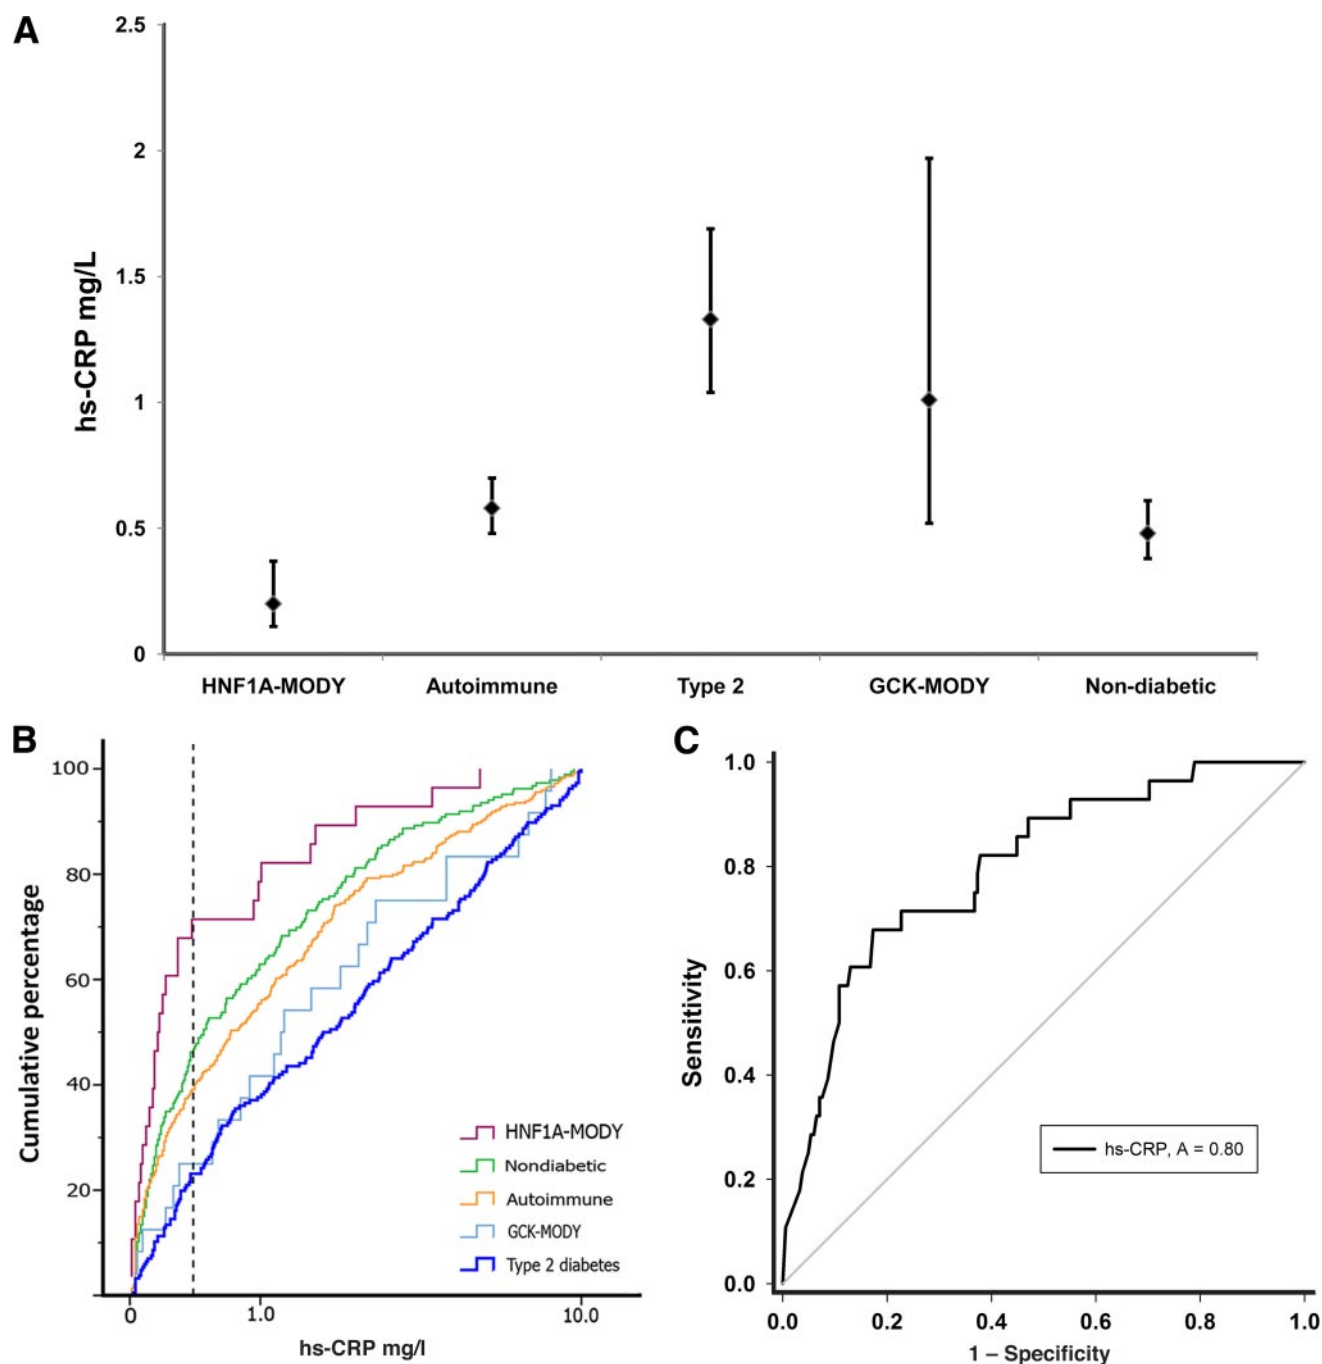 A
2.5
2
1.5
1
0.5
0
hs-CRP mg/L
HNF1A-MODY Autoimmune Type 2 GCK-MODY Non-diabetic
B
100
80
60
40
20
Cumulative percentage
HNF1A-MODY
Nondiabetic
Autoimmune
GCK-MODY
Type 2 diabetes
0 1.0 10.0
hs-CRP mg/l
C
1.0
0.8
0.6
0.4
0.2
0.0
Sensitivity
hs-CRP, A = 0.80
0.0 0.2 0.4 0.6 0.8 1.0
1 – Specificity